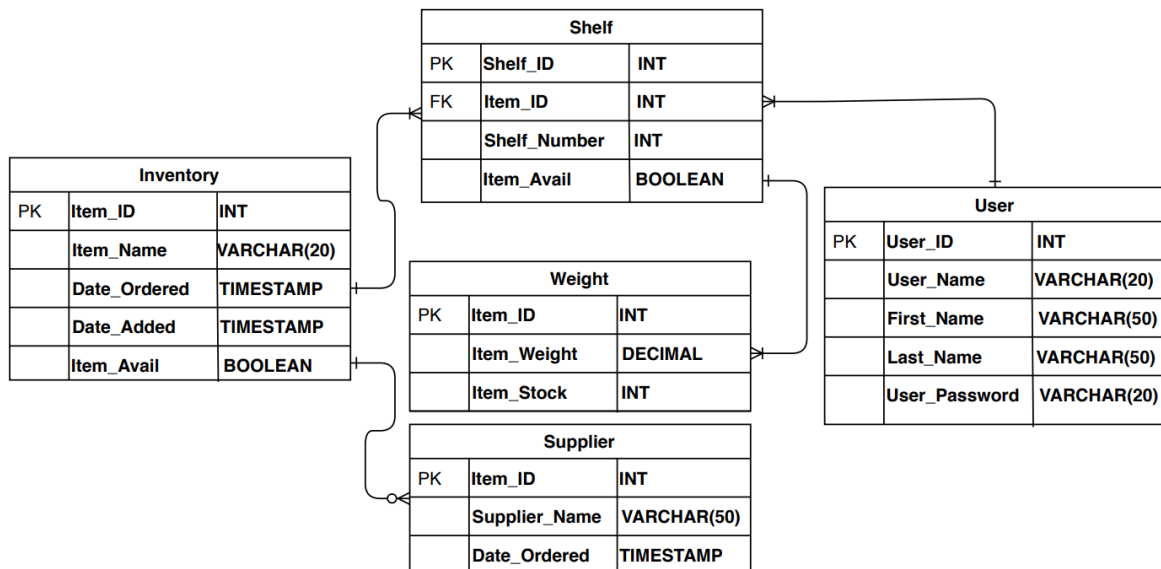 Shelf
PK Shelf_ID INT
FK Item_ID INT
Shelf_Number INT
Item_Avail BOOLEAN
Inventory
PK Item_ID INT
Item_Name VARCHAR(20)
Date_Ordered TIMESTAMP
Date_Added TIMESTAMP
Item_Avail BOOLEAN
User
PK User_ID INT
User_Name VARCHAR(20)
First_Name VARCHAR(50)
Last_Name VARCHAR(50)
User_Password VARCHAR(20)
Weight
PK Item_ID INT
Item_Weight DECIMAL
Item_Stock INT
Supplier
PK Item_ID INT
Supplier_Name VARCHAR(50)
Date_Ordered TIMESTAMP